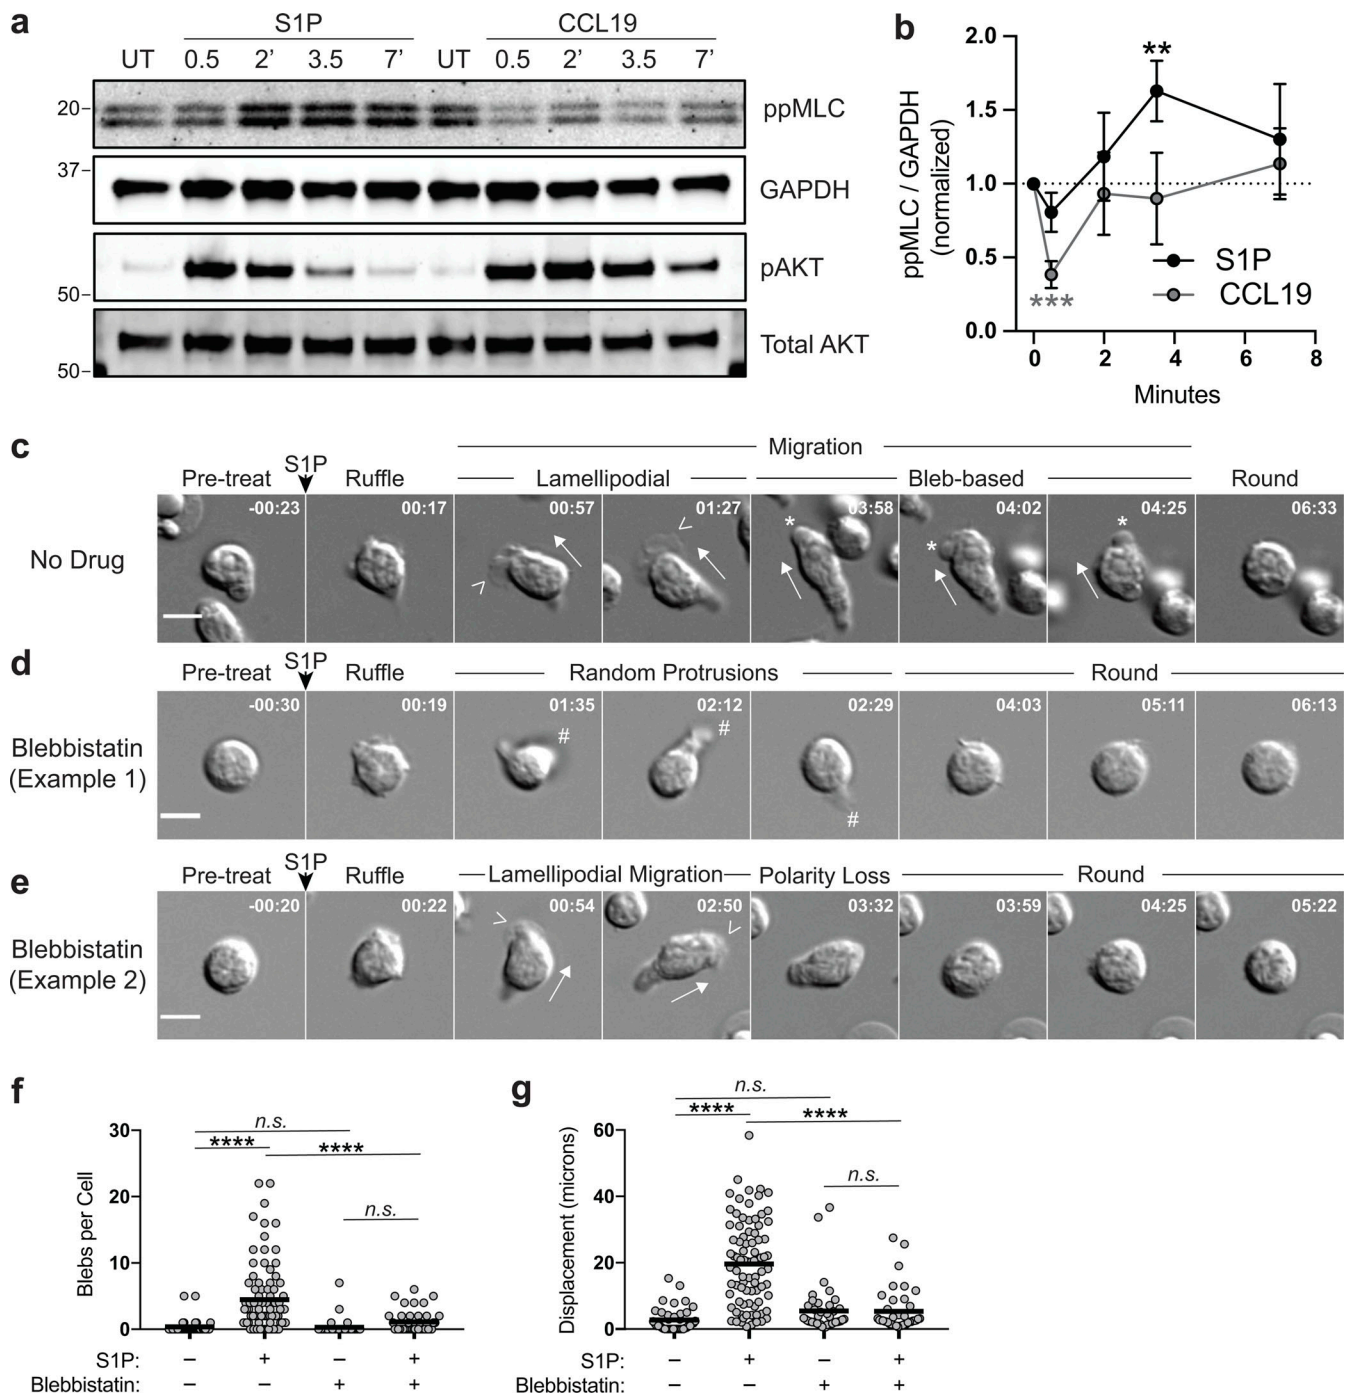 a
S1P CCL19
UT 0.5 2’ 3.5 7’ UT 0.5 2’ 3.5 7’
20 ppMLC
37 GAPDH
pAKT
50
Total AKT
50
b
2.0
1.5
1.0
0.5
0.0
ppMLC / GAPDH
(normalized)
**
***
S1P
CCL19
0 2 4 6 8
Minutes
c
Migration
Pre-treat S1P Ruffle Lamellipodial Bleb-based Round
No Drug
-00:23 00:17 00:57 01:27 03:58 04:02 04:25 06:33
* * *
d
Pre-treat S1P Ruffle Random Protrusions Round
Blebbistatin
(Example 1)
-00:30 00:19 01:35 02:12 02:29 04:03 05:11 06:13
# # #
e
Pre-treat S1P Ruffle Lamellipodial Migration Polarity Loss Round
Blebbistatin
(Example 2)
-00:20 00:22 00:54 02:50 03:32 03:59 04:25 05:22
f
n.s.
**** ****
n.s.
30
20
10
0
Blebs per Cell
S1P: – + – +
Blebbistatin: – – + +
g
n.s.
**** ****
n.s.
60
40
20
0
Displacement (microns)
S1P: – + – +
Blebbistatin: – – + +